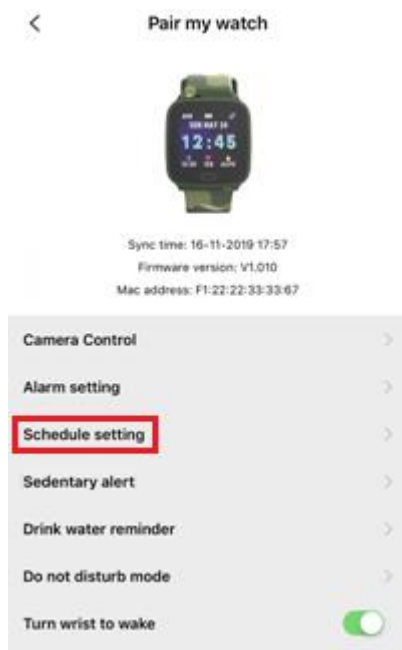 Pair my watch
12:45
Sync time: 16-11-2019 17:57
Firmware version: V1.010
Mac address: F1:22:22:33:33:67
Camera Control
Alarm setting
Schedule setting
Sedentary alert
Drink water reminder
Do not disturb mode
Turn wrist to wake